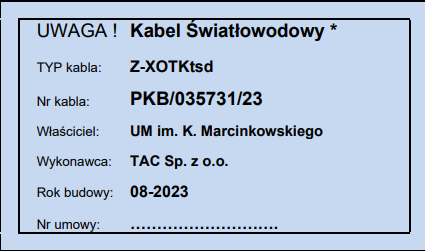 UWAGA ! Kabel Światłowodowy *
TYP kabla: Z-XOTKtsd
Nr kabla: PKB/035731/23
Właściciel: UM im. K. Marcinkowskiego
Wykonawca: TAC Sp. z o.o.
Rok budowy: 08-2023
Nr umowy: ………………………….